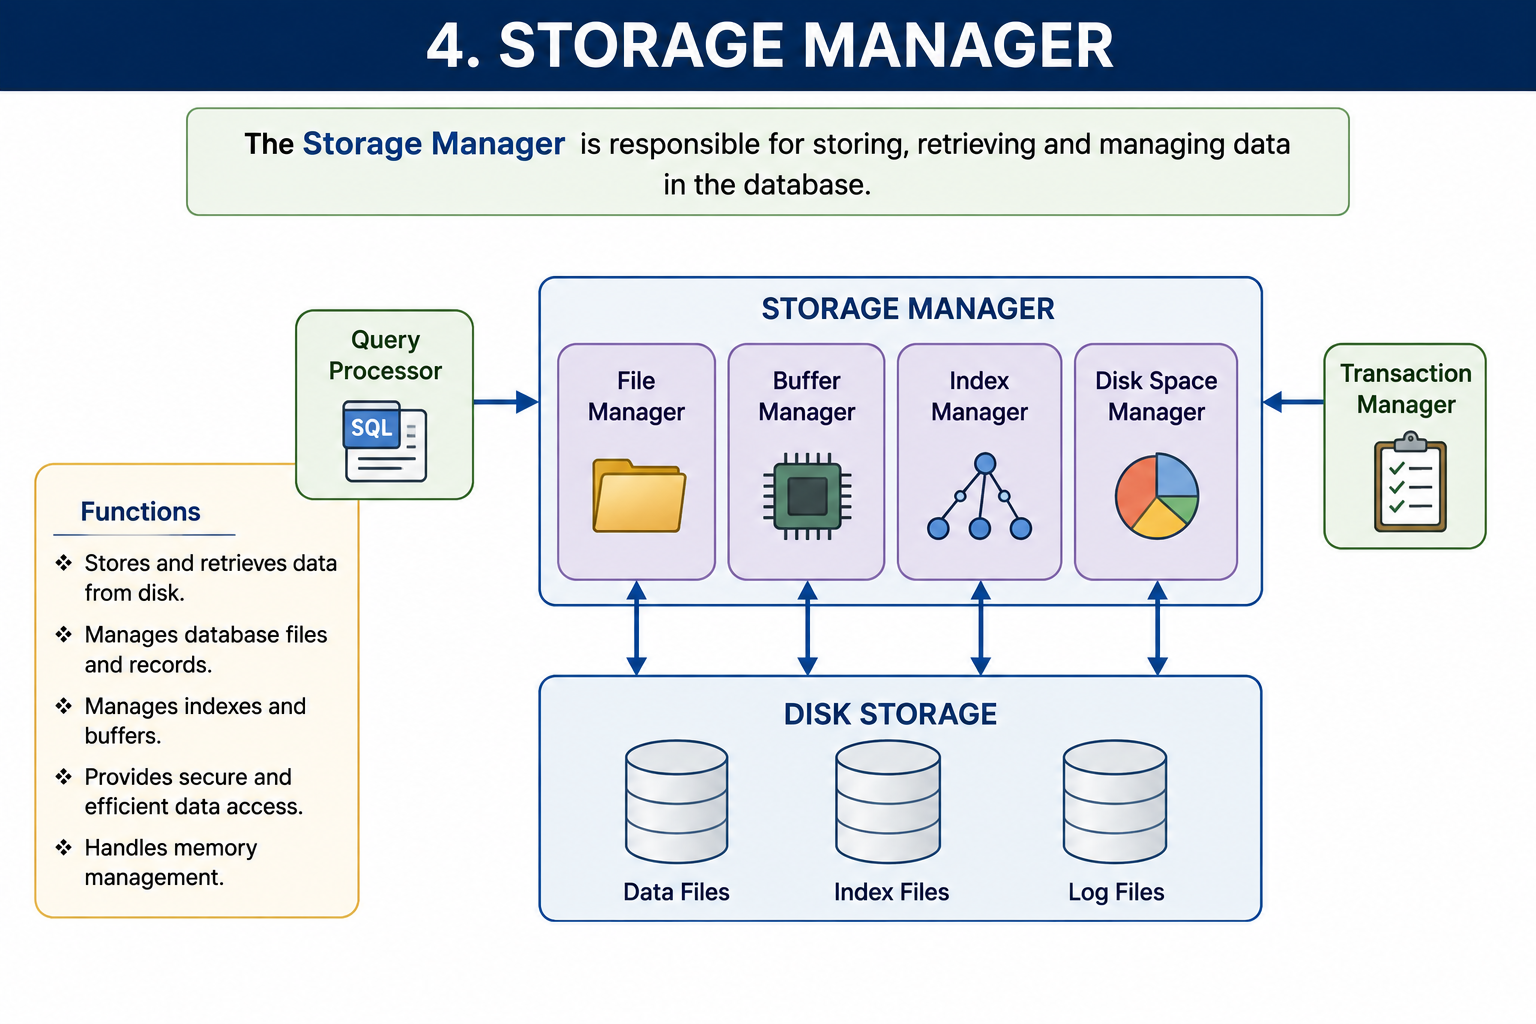 4. STORAGE MANAGER
The Storage Manager is responsible for storing, retrieving and managing data
in the database.
Query
Processor
SQL
STORAGE MANAGER
File
Manager
Buffer
Manager
Index
Manager
Disk Space
Manager
Transaction
Manager
Functions
❖ Stores and retrieves data
from disk.
❖ Manages database files
and records.
❖ Manages indexes and
buffers.
❖ Provides secure and
efficient data access.
❖ Handles memory
management.
DISK STORAGE
Data Files
Index Files
Log Files